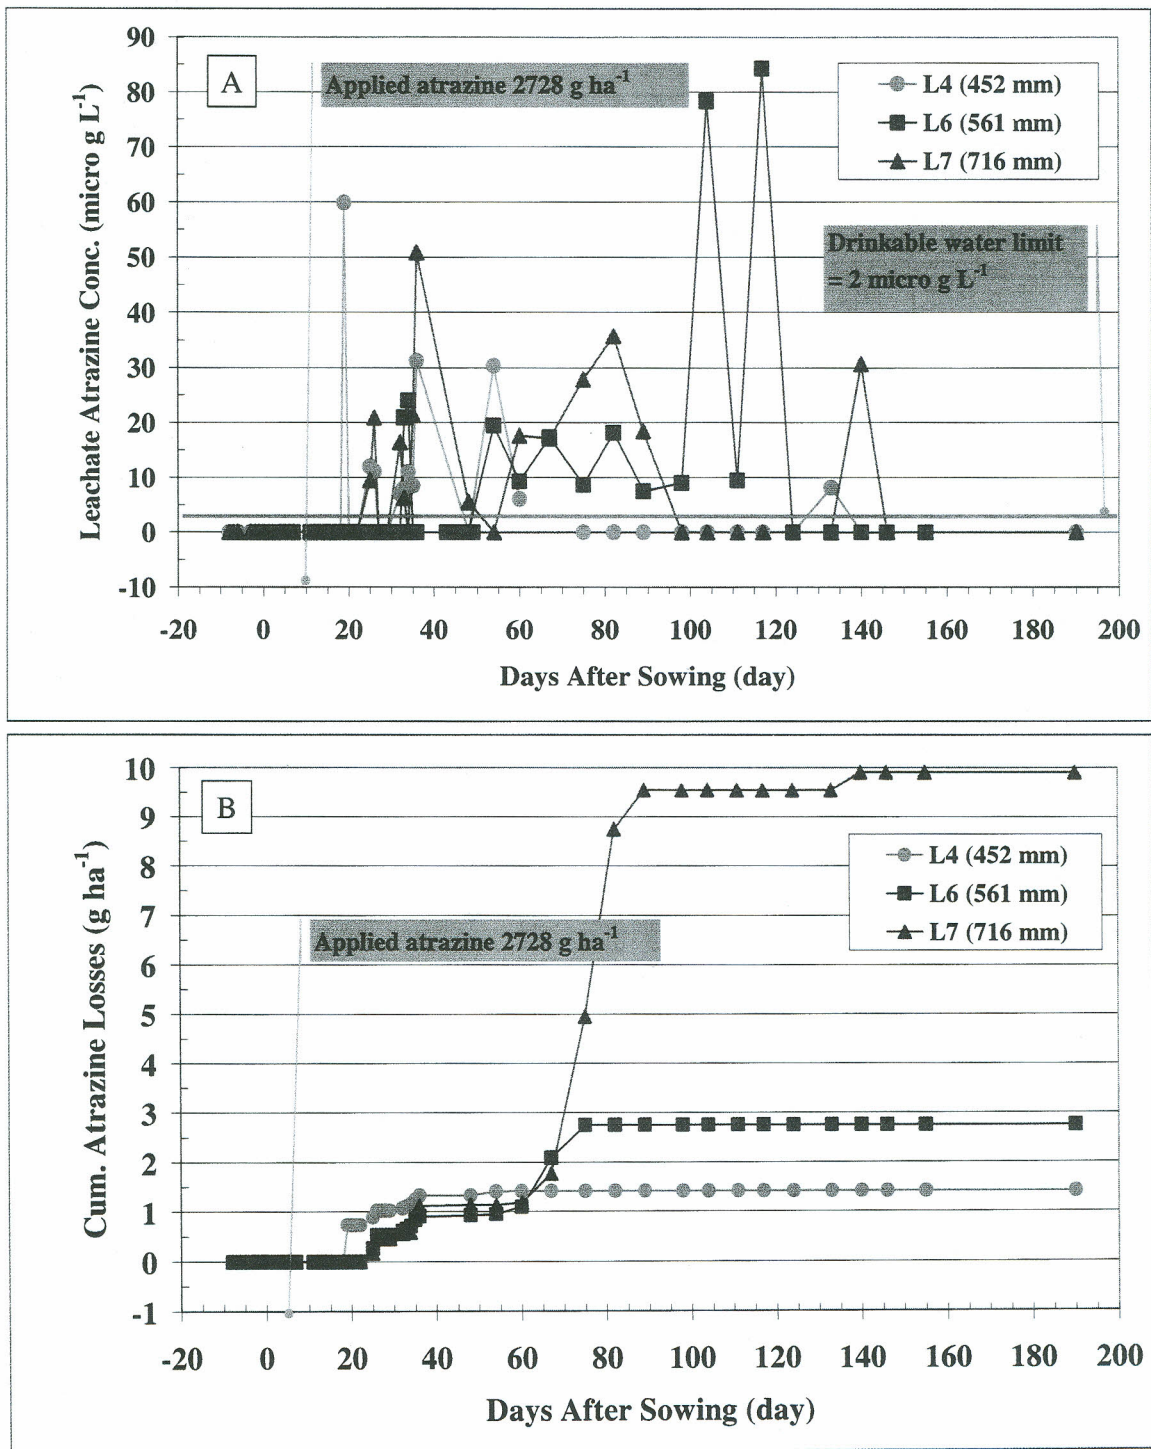 A
Applied atrazine 2728 g ha⁻¹
L4 (452 mm)
L6 (561 mm)
L7 (716 mm)
Drinkable water limit
= 2 micro g L⁻¹
Leachate Atrazine Conc. (micro g L⁻¹)
90
80
70
60
50
40
30
20
10
0
-10
-20 0 20 40 60 80 100 120 140 160 180 200
Days After Sowing (day)
B
L4 (452 mm)
L6 (561 mm)
L7 (716 mm)
Applied atrazine 2728 g ha⁻¹
Cum. Atrazine Losses (g ha⁻¹)
10
9
8
7
6
5
4
3
2
1
0
-1
-20 0 20 40 60 80 100 120 140 160 180 200
Days After Sowing (day)